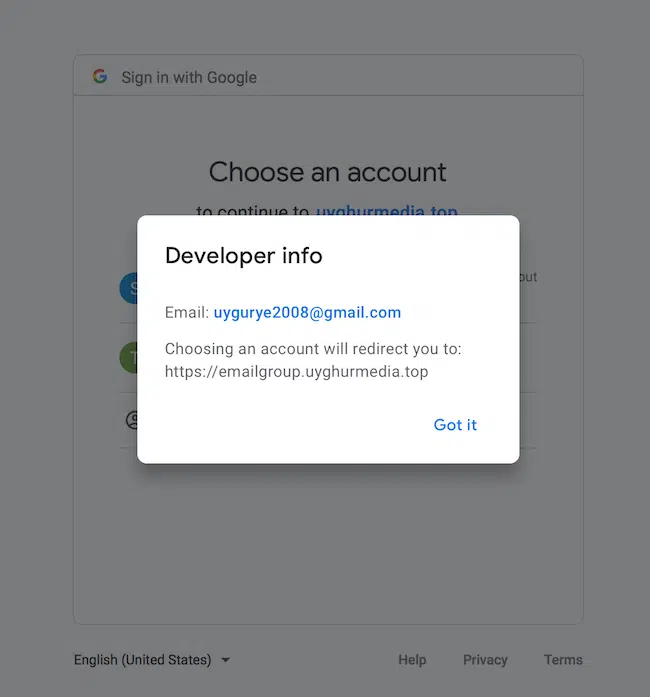 Sign in with Google
Choose an account
to continue to uyghurmedia.top
Developer info
S
out
Email: uygurye2008@gmail.com
Choosing an account will redirect you to:
https://emailgroup.uyghurmedia.top
T
Got it
English (United States)
Help
Privacy
Terms